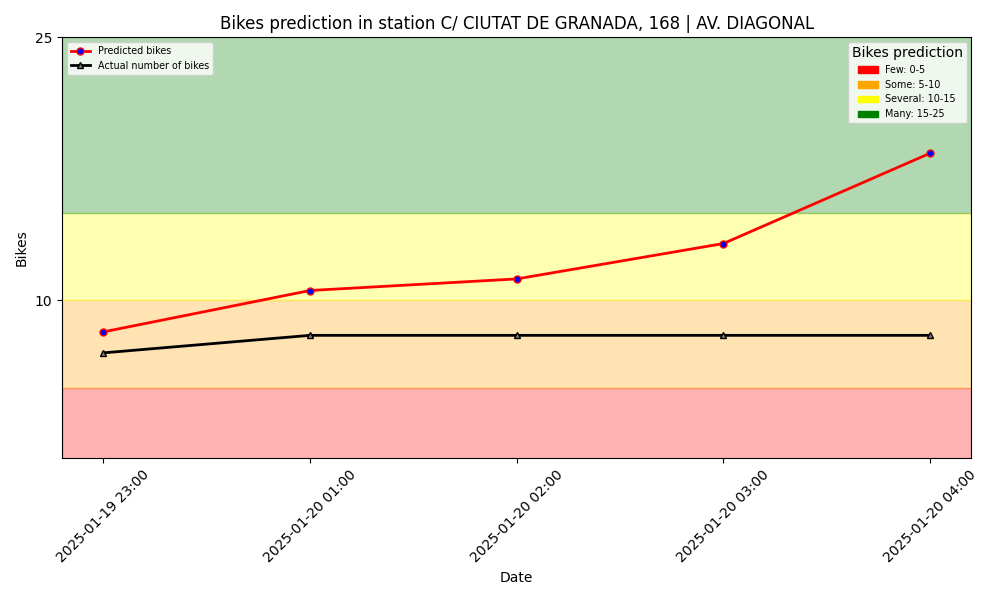 Bikes prediction in station C/ CIUTAT DE GRANADA, 168 | AV. DIAGONAL
25
Predicted bikes
Actual number of bikes
Bikes prediction
Few: 0-5
Some: 5-10
Several: 10-15
Many: 15-25
Bikes
10
2025-01-19 23:00
2025-01-20 01:00
2025-01-20 02:00
2025-01-20 03:00
2025-01-20 04:00
Date